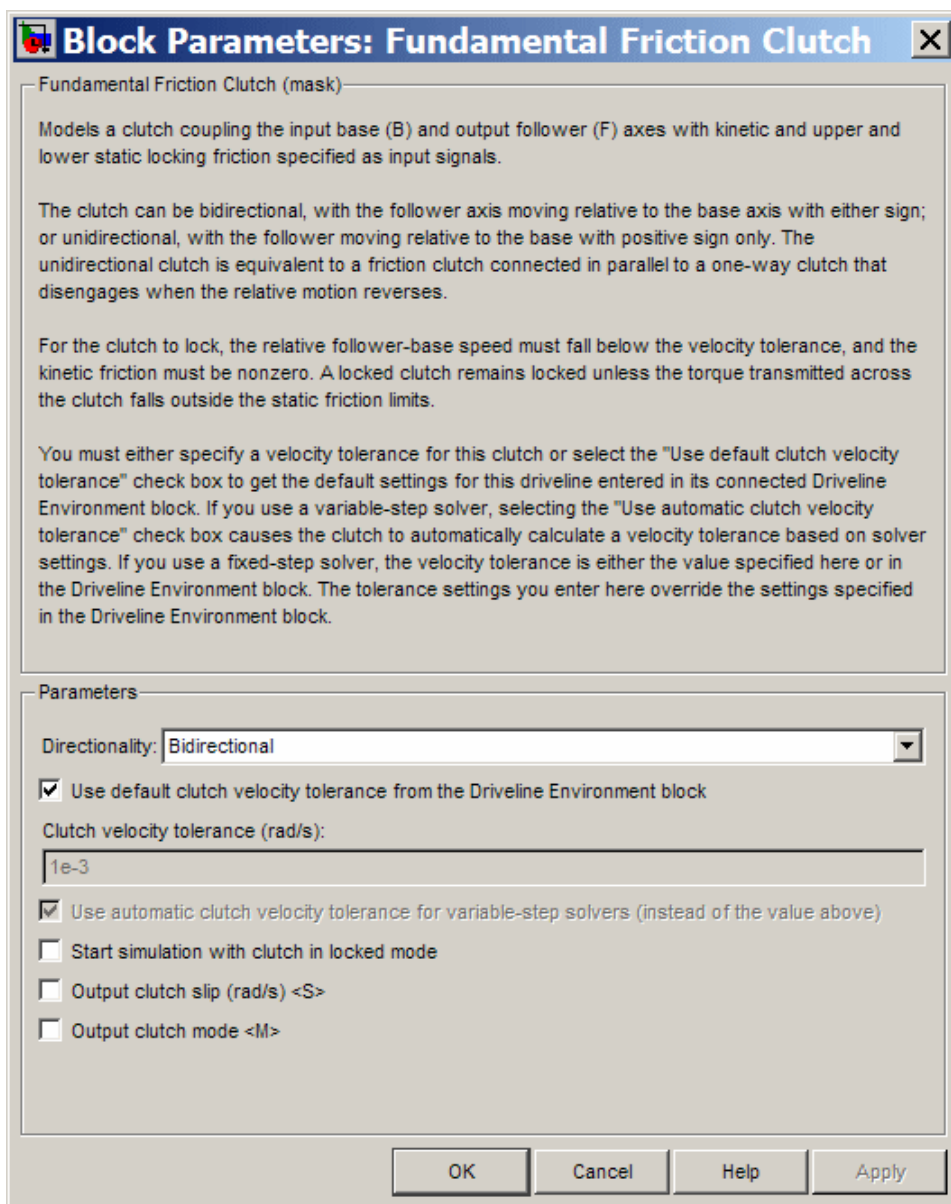 Block Parameters: Fundamental Friction Clutch
Fundamental Friction Clutch (mask)
Models a clutch coupling the input base (B) and output follower (F) axes with kinetic and upper and
lower static locking friction specified as input signals.
The clutch can be bidirectional, with the follower axis moving relative to the base axis with either sign;
or unidirectional, with the follower moving relative to the base with positive sign only. The
unidirectional clutch is equivalent to a friction clutch connected in parallel to a one-way clutch that
disengages when the relative motion reverses.
For the clutch to lock, the relative follower-base speed must fall below the velocity tolerance, and the
kinetic friction must be nonzero. A locked clutch remains locked unless the torque transmitted across
the clutch falls outside the static friction limits.
You must either specify a velocity tolerance for this clutch or select the "Use default clutch velocity
tolerance" check box to get the default settings for this driveline entered in its connected Driveline
Environment block. If you use a variable-step solver, selecting the "Use automatic clutch velocity
tolerance" check box causes the clutch to automatically calculate a velocity tolerance based on solver
settings. If you use a fixed-step solver, the velocity tolerance is either the value specified here or in
the Driveline Environment block. The tolerance settings you enter here override the settings specified
in the Driveline Environment block.
Parameters
Directionality: Bidirectional
Use default clutch velocity tolerance from the Driveline Environment block
Clutch velocity tolerance (rad/s):
1e-3
Use automatic clutch velocity tolerance for variable-step solvers (instead of the value above)
Start simulation with clutch in locked mode
Output clutch slip (rad/s) <S>
Output clutch mode <M>
OK Cancel Help Apply